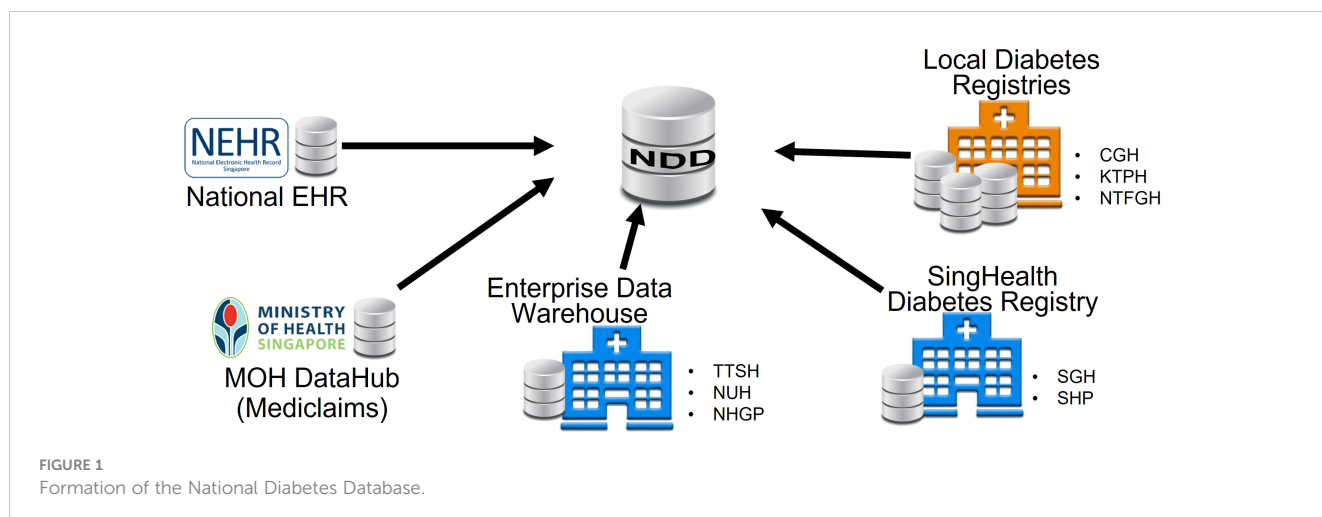 NEHR
National Electronic Health Record
Singapore
National EHR
MINISTRY
OF HEALTH
SINGAPORE
MOH DataHub
(Mediclaims)
NDD
Enterprise Data
Warehouse
• TTSH
• NUH
• NHGP
Local Diabetes
Registries
• CGH
• KTPH
• NTFGH
SingHealth
Diabetes Registry
• SGH
• SHP
FIGURE 1
Formation of the National Diabetes Database.